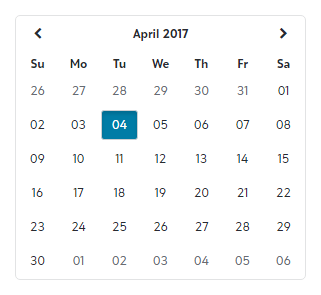 April 2017
Su Mo Tu We Th Fr Sa
26 27 28 29 30 31 01
02 03 04 05 06 07 08
09 10 11 12 13 14 15
16 17 18 19 20 21 22
23 24 25 26 27 28 29
30 01 02 03 04 05 06